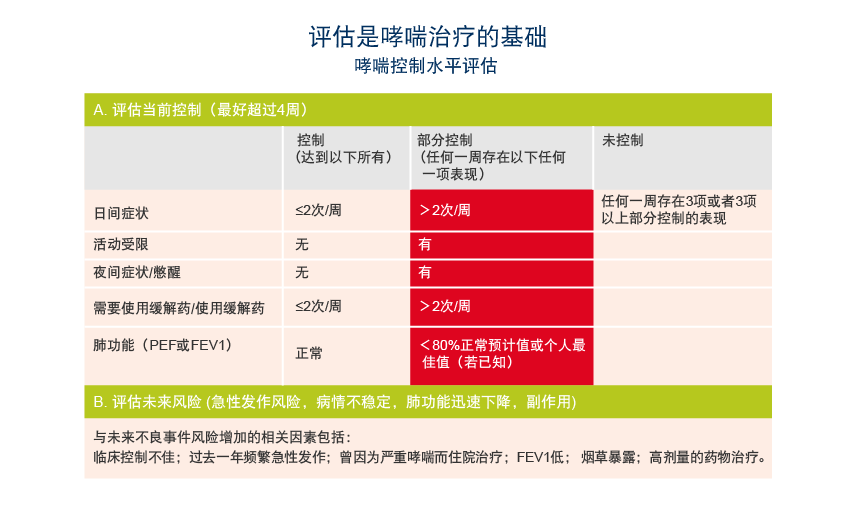 评估是哮喘治疗的基础
哮喘控制水平评估
A. 评估当前控制（最好超过4周）
控制
（达到以下所有）
部分控制
（任何一周存在以下任何
一项表现）
未控制
日间症状
≤2次/周
＞2次/周
任何一周存在3项或者3项
以上部分控制的表现
活动受限
无
有
夜间症状/憋醒
无
有
需要使用缓解药/使用缓解药
≤2次/周
＞2次/周
肺功能（PEF或FEV1）
正常
＜80%正常预计值或个人最
佳值（若已知）
B. 评估未来风险 (急性发作风险，病情不稳定，肺功能迅速下降，副作用)
与未来不良事件风险增加的相关因素包括：
临床控制不佳；过去一年频繁急性发作；曾因为严重哮喘而住院治疗；FEV1低； 烟草暴露；高剂量的药物治疗。